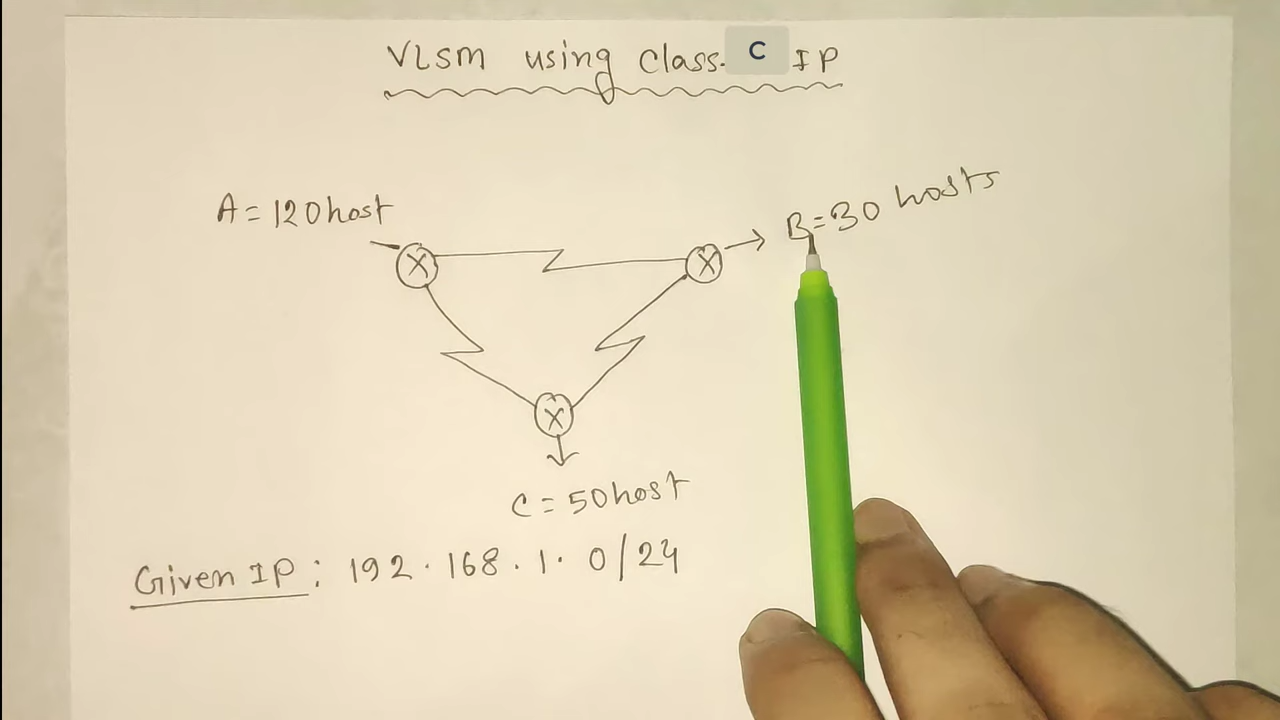 VLSM using Class. C IP
A = 120 host
B = 30 hosts
X X
X
C = 50 host
Given IP : 192.168.1.0/24